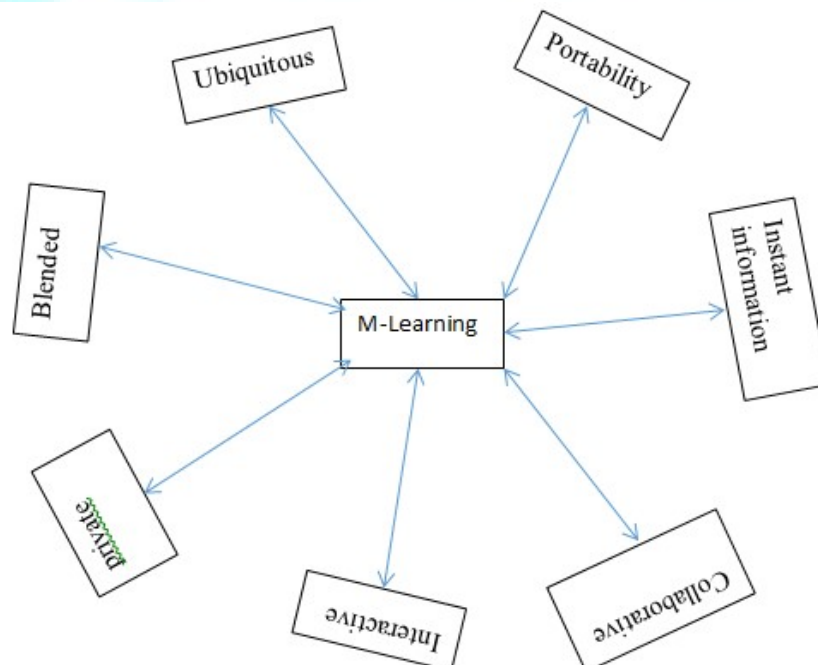 Ubiquitous
Portability
Instant
information
Blended
M-Learning
private
Interactive
Collaborative